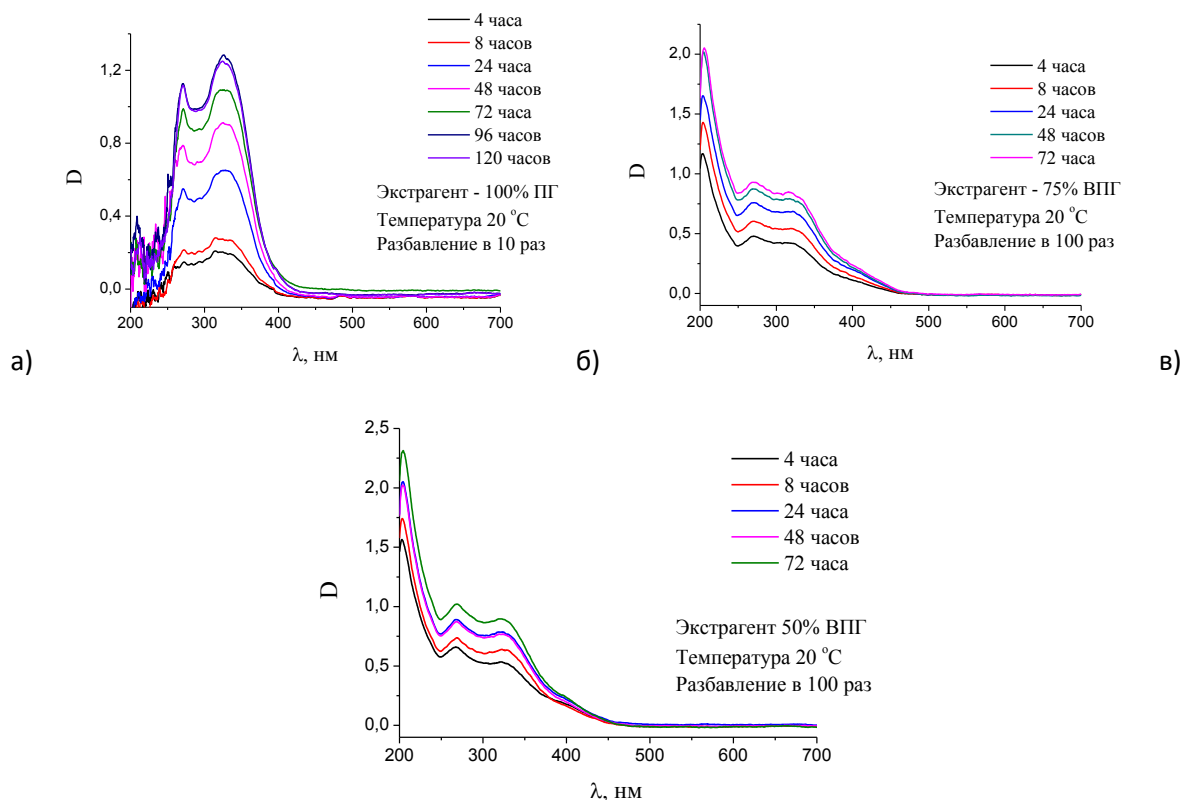 4 часа
8 часов
24 часа
48 часов
72 часа
96 часов
120 часов
Экстрагент - 100% ПГ
Температура 20 °C
Разбавление в 10 раз
D
1,2
0,8
0,4
0,0
200 300 400 500 600 700
λ, нм
а)
4 часа
8 часов
24 часа
48 часов
72 часа
Экстрагент - 75% ВПГ
Температура 20 °C
Разбавление в 100 раз
D
2,0
1,5
1,0
0,5
0,0
200 300 400 500 600 700
λ, нм
б)
в)
4 часа
8 часов
24 часа
48 часов
72 часа
Экстрагент 50% ВПГ
Температура 20 °C
Разбавление в 100 раз
D
2,5
2,0
1,5
1,0
0,5
0,0
200 300 400 500 600 700
λ, нм